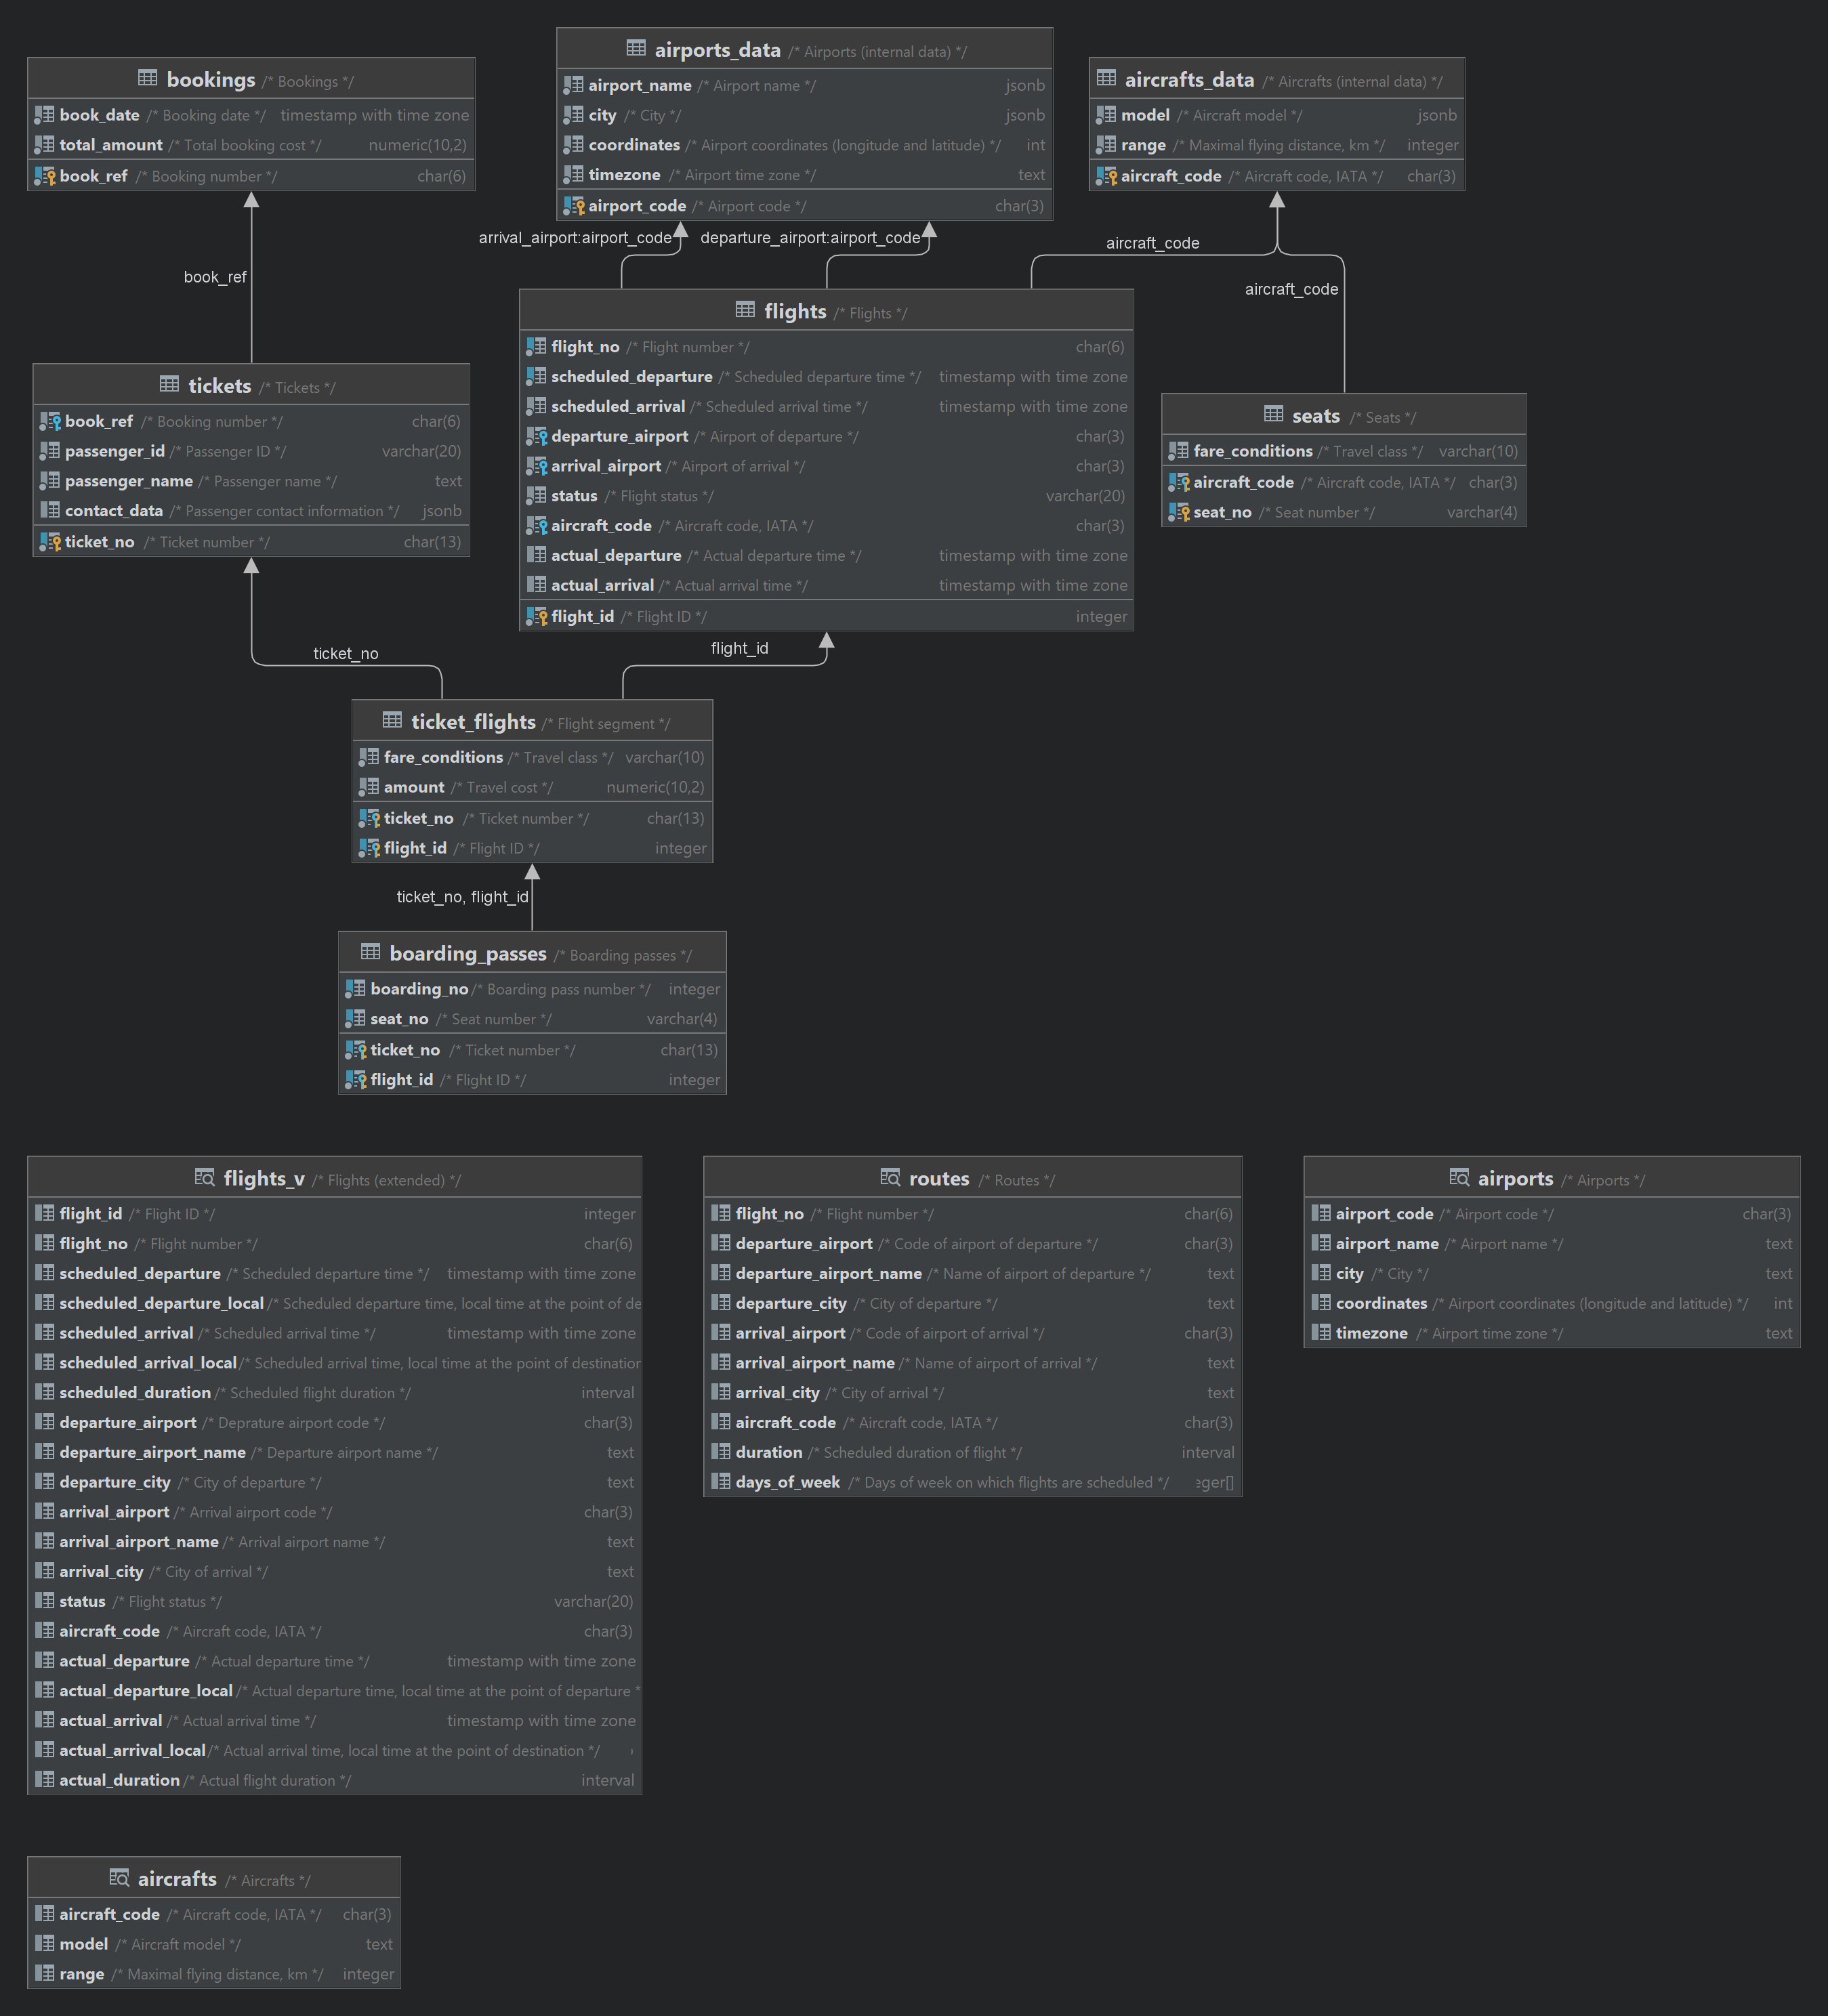 bookings /* Bookings */
book_date /* Booking date */ timestamp with time zone
total_amount /* Total booking cost */ numeric(10,2)
book_ref /* Booking number */ char(6)
airports_data /* Airports (internal data) */
airport_name /* Airport name */ jsonb
city /* City */ jsonb
coordinates /* Airport coordinates (longitude and latitude) */ int
timezone /* Airport time zone */ text
airport_code /* Airport code */ char(3)
aircrafts_data /* Aircrafts (internal data) */
model /* Aircraft model */ jsonb
range /* Maximal flying distance, km */ integer
aircraft_code /* Aircraft code, IATA */ char(3)
arrival_airport:airport_code
departure_airport:airport_code
aircraft_code
book_ref
aircraft_code
flights /* Flights */
flight_no /* Flight number */ char(6)
scheduled_departure /* Scheduled departure time */ timestamp with time zone
scheduled_arrival /* Scheduled arrival time */ timestamp with time zone
departure_airport /* Airport of departure */ char(3)
arrival_airport /* Airport of arrival */ char(3)
status /* Flight status */ varchar(20)
aircraft_code /* Aircraft code, IATA */ char(3)
actual_departure /* Actual departure time */ timestamp with time zone
actual_arrival /* Actual arrival time */ timestamp with time zone
flight_id /* Flight ID */ integer
tickets /* Tickets */
book_ref /* Booking number */ char(6)
passenger_id /* Passenger ID */ varchar(20)
passenger_name /* Passenger name */ text
contact_data /* Passenger contact information */ jsonb
ticket_no /* Ticket number */ char(13)
seats /* Seats */
fare_conditions /* Travel class */ varchar(10)
aircraft_code /* Aircraft code, IATA */ char(3)
seat_no /* Seat number */ varchar(4)
ticket_no
flight_id
ticket_flights /* Flight segment */
fare_conditions /* Travel class */ varchar(10)
amount /* Travel cost */ numeric(10,2)
ticket_no /* Ticket number */ char(13)
flight_id /* Flight ID */ integer
ticket_no, flight_id
boarding_passes /* Boarding passes */
boarding_no /* Boarding pass number */ integer
seat_no /* Seat number */ varchar(4)
ticket_no /* Ticket number */ char(13)
flight_id /* Flight ID */ integer
flights_v /* Flights (extended) */
flight_id /* Flight ID */ integer
flight_no /* Flight number */ char(6)
scheduled_departure /* Scheduled departure time */ timestamp with time zone
scheduled_departure_local /* Scheduled departure time, local time at the point of de
scheduled_arrival /* Scheduled arrival time */ timestamp with time zone
scheduled_arrival_local /* Scheduled arrival time, local time at the point of destination
scheduled_duration /* Scheduled flight duration */ interval
departure_airport /* Deprature airport code */ char(3)
departure_airport_name /* Departure airport name */ text
departure_city /* City of departure */ text
arrival_airport /* Arrival airport code */ char(3)
arrival_airport_name /* Arrival airport name */ text
arrival_city /* City of arrival */ text
status /* Flight status */ varchar(20)
aircraft_code /* Aircraft code, IATA */ char(3)
actual_departure /* Actual departure time */ timestamp with time zone
actual_departure_local /* Actual departure time, local time at the point of departure *
actual_arrival /* Actual arrival time */ timestamp with time zone
actual_arrival_local /* Actual arrival time, local time at the point of destination */
actual_duration /* Actual flight duration */ interval
routes /* Routes */
flight_no /* Flight number */ char(6)
departure_airport /* Code of airport of departure */ char(3)
departure_airport_name /* Name of airport of departure */ text
departure_city /* City of departure */ text
arrival_airport /* Code of airport of arrival */ char(3)
arrival_airport_name /* Name of airport of arrival */ text
arrival_city /* City of arrival */ text
aircraft_code /* Aircraft code, IATA */ char(3)
duration /* Scheduled duration of flight */ interval
days_of_week /* Days of week on which flights are scheduled */ eger[]
airports /* Airports */
airport_code /* Airport code */ char(3)
airport_name /* Airport name */ text
city /* City */ text
coordinates /* Airport coordinates (longitude and latitude) */ int
timezone /* Airport time zone */ text
aircrafts /* Aircrafts */
aircraft_code /* Aircraft code, IATA */ char(3)
model /* Aircraft model */ text
range /* Maximal flying distance, km */ integer